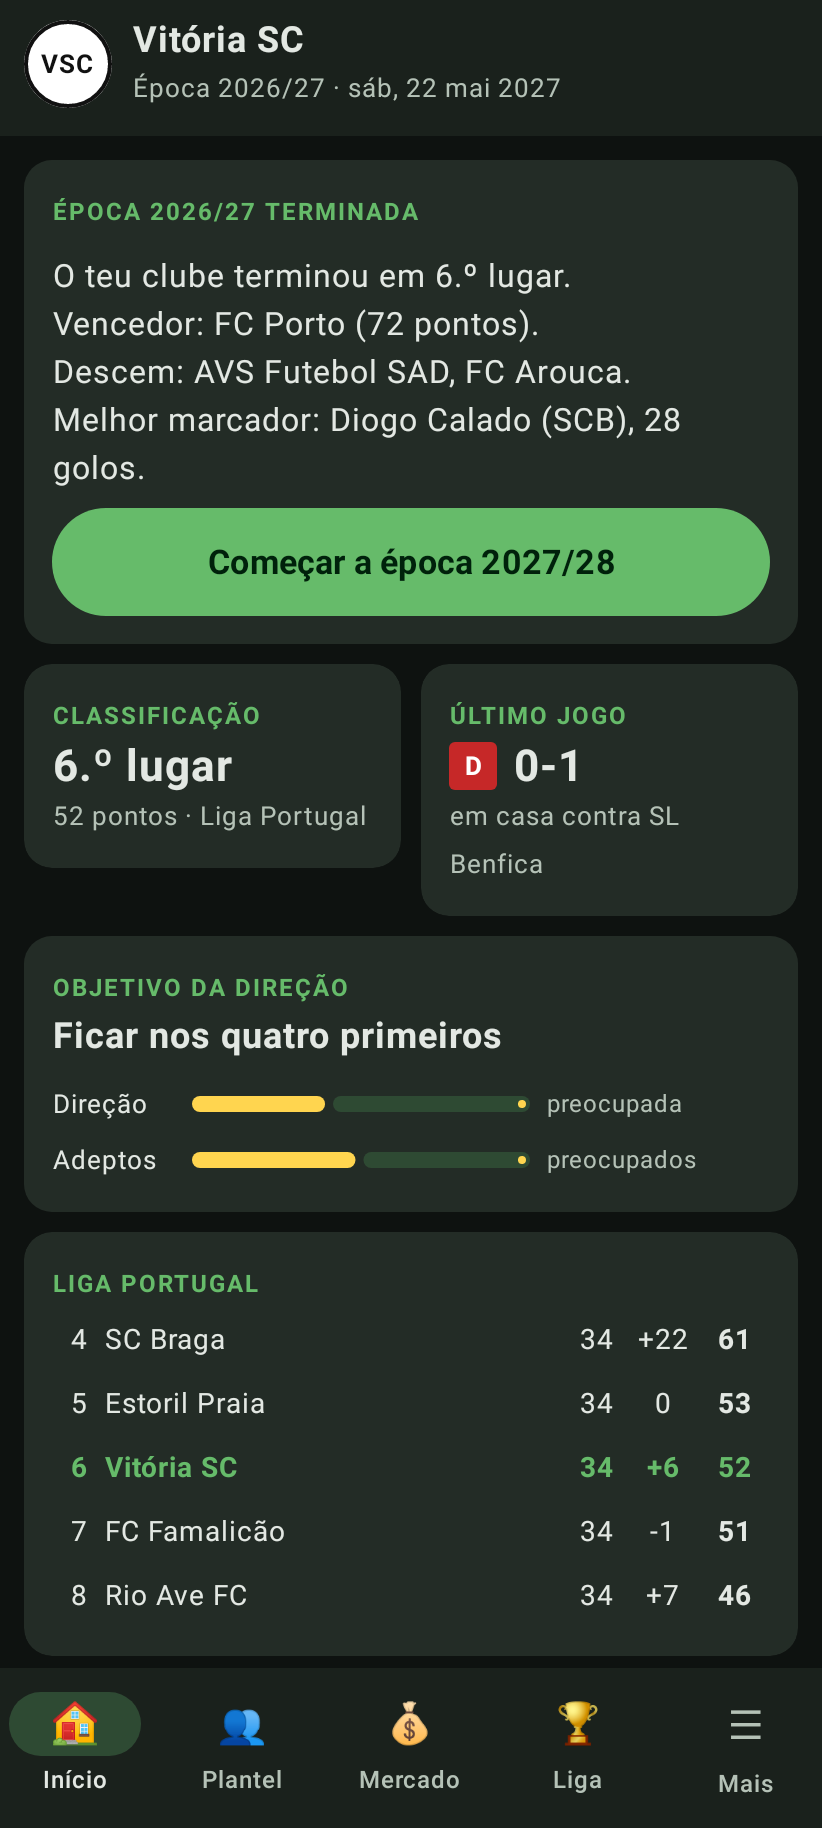 VSC
Vitória SC
Época 2026/27 · sáb, 22 mai 2027
ÉPOCA 2026/27 TERMINADA
O teu clube terminou em 6.º lugar.
Vencedor: FC Porto (72 pontos).
Descem: AVS Futebol SAD, FC Arouca.
Melhor marcador: Diogo Calado (SCB), 28
golos.
Começar a época 2027/28
CLASSIFICAÇÃO
6.º lugar
52 pontos · Liga Portugal
ÚLTIMO JOGO
D 0-1
em casa contra SL
Benfica
OBJETIVO DA DIREÇÃO
Ficar nos quatro primeiros
Direção preocupada
Adeptos preocupados
LIGA PORTUGAL
4 SC Braga 34 +22 61
5 Estoril Praia 34 0 53
6 Vitória SC 34 +6 52
7 FC Famalicão 34 -1 51
8 Rio Ave FC 34 +7 46
Início Plantel Mercado Liga Mais